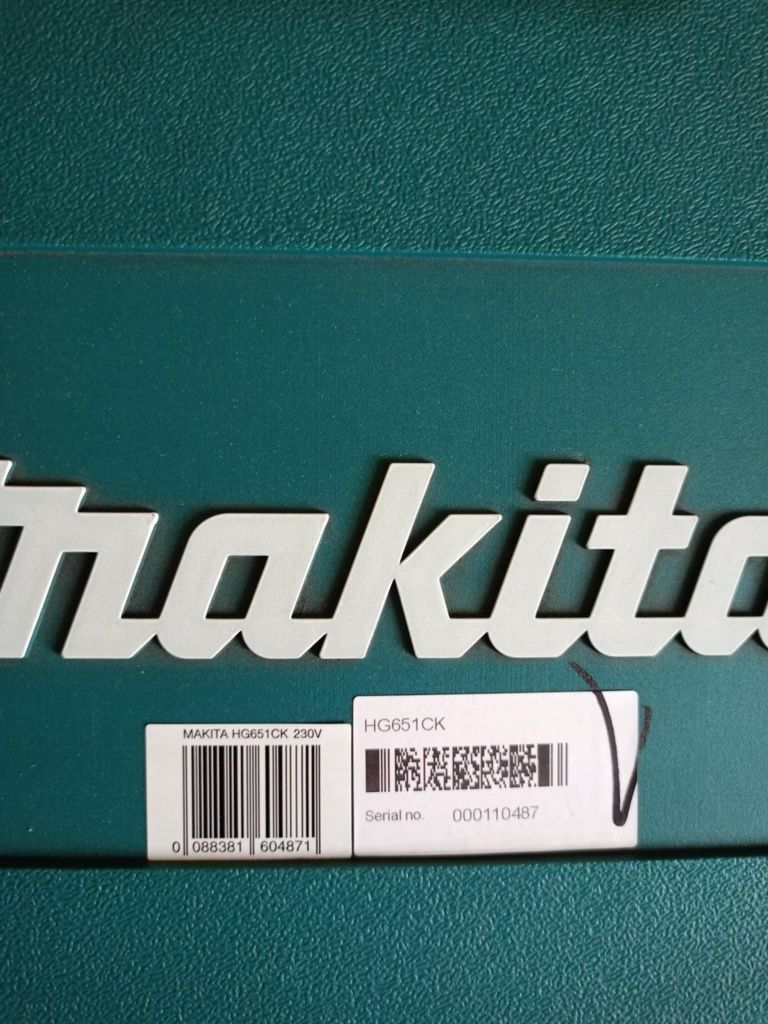 makita
MAKITA HG651CK 230V
0 088381 604871
HG651CK
Serial no. 000110487